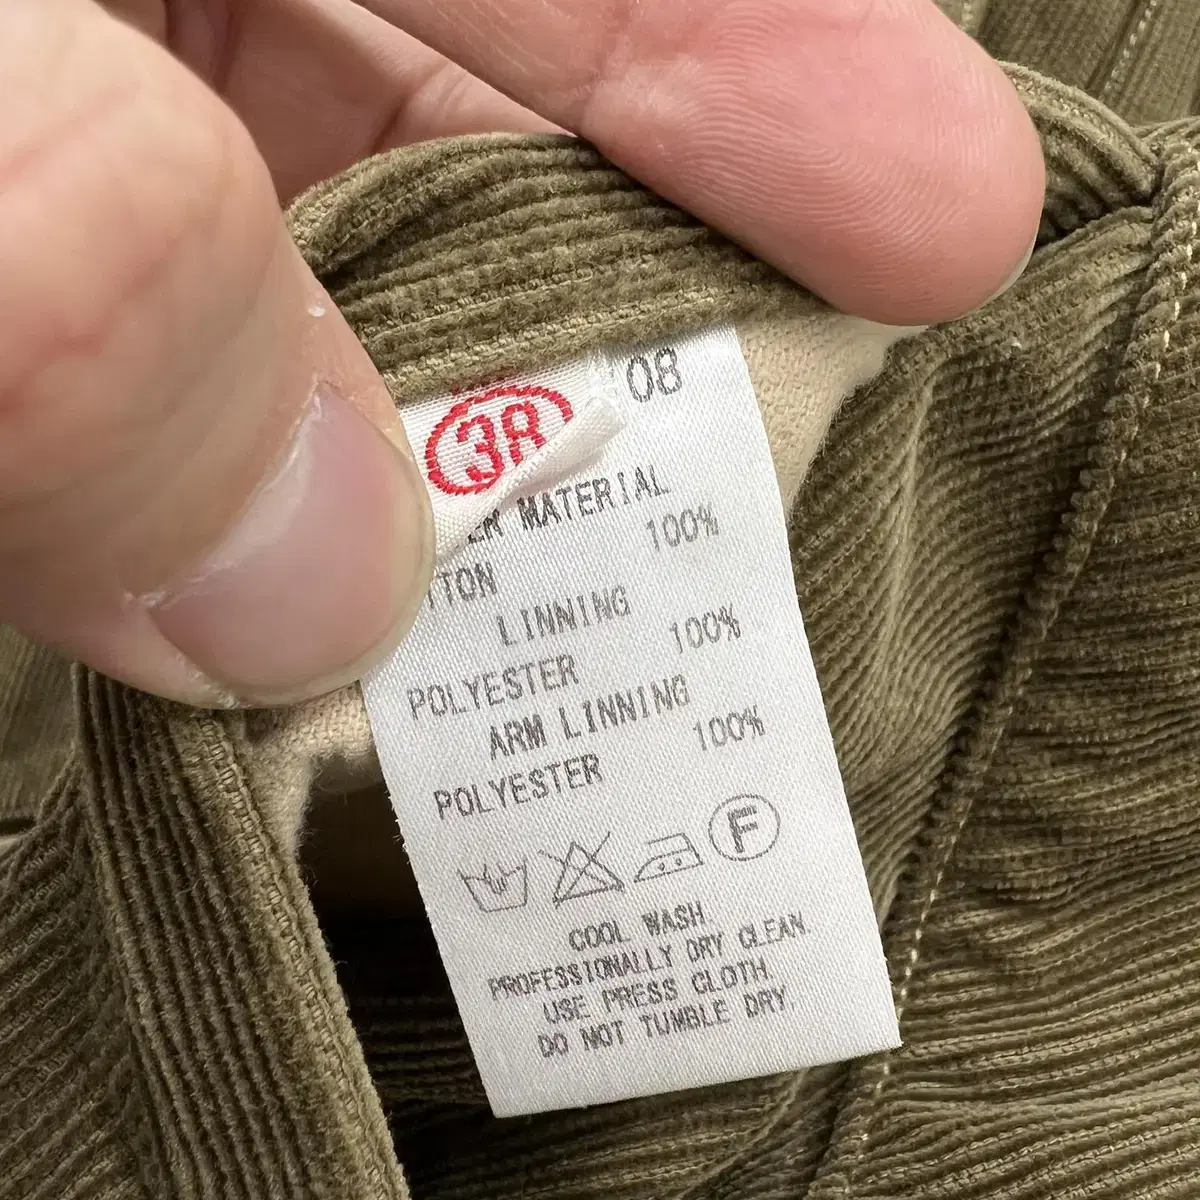 '08
38
MATERIAL
100%
LINNING
POLYESTER 100%
ARM LINNING
POLYESTER 100%
F
COOL WASH.
PROFESSIONALLY DRY CLEAN.
USE PRESS CLOTH.
DO NOT TUMBLE DRY.